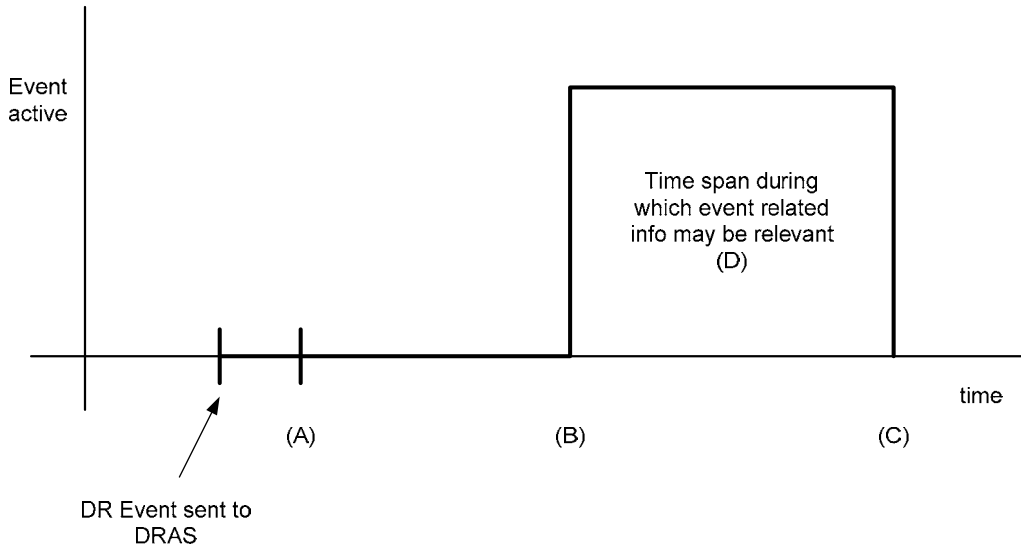 Event
active
Time span during
which event related
info may be relevant
(D)
time
(A)
(B)
(C)
DR Event sent to
DRAS